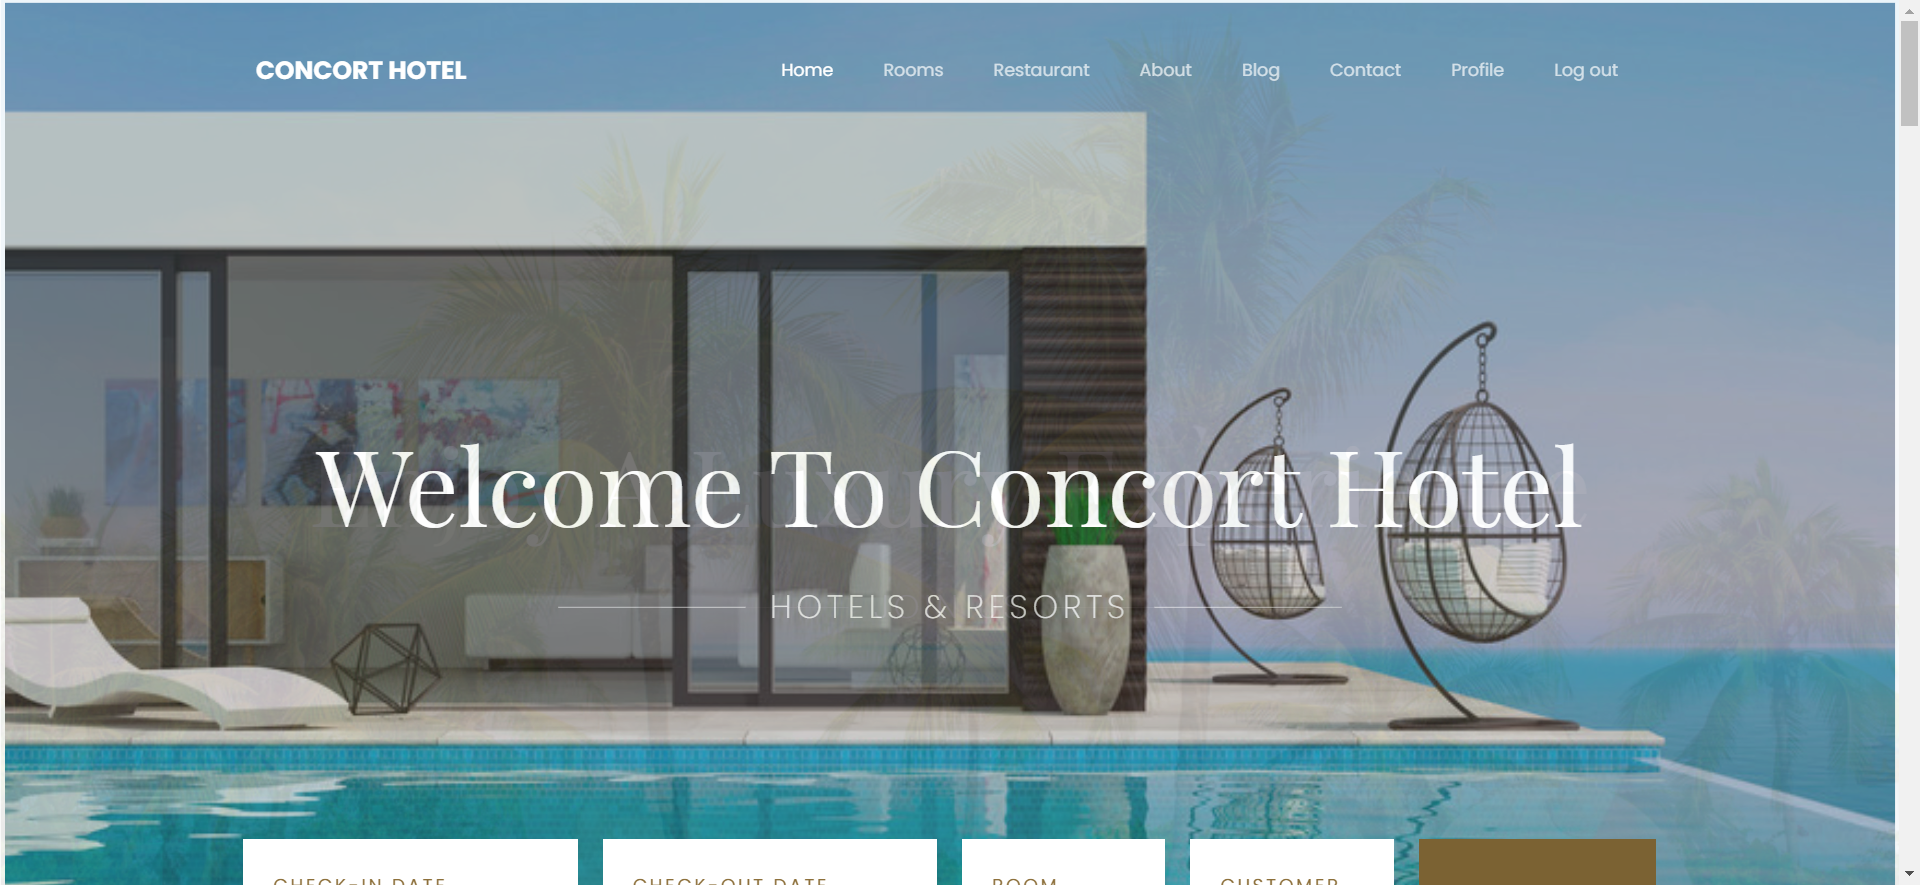 CONCORT HOTEL
Home Rooms Restaurant About Blog Contact Profile Log out
Welcome To Concort Hotel
HOTELS & RESORTS
CHECK-IN DATE CHECK-OUT DATE ROOM CUSTOMER